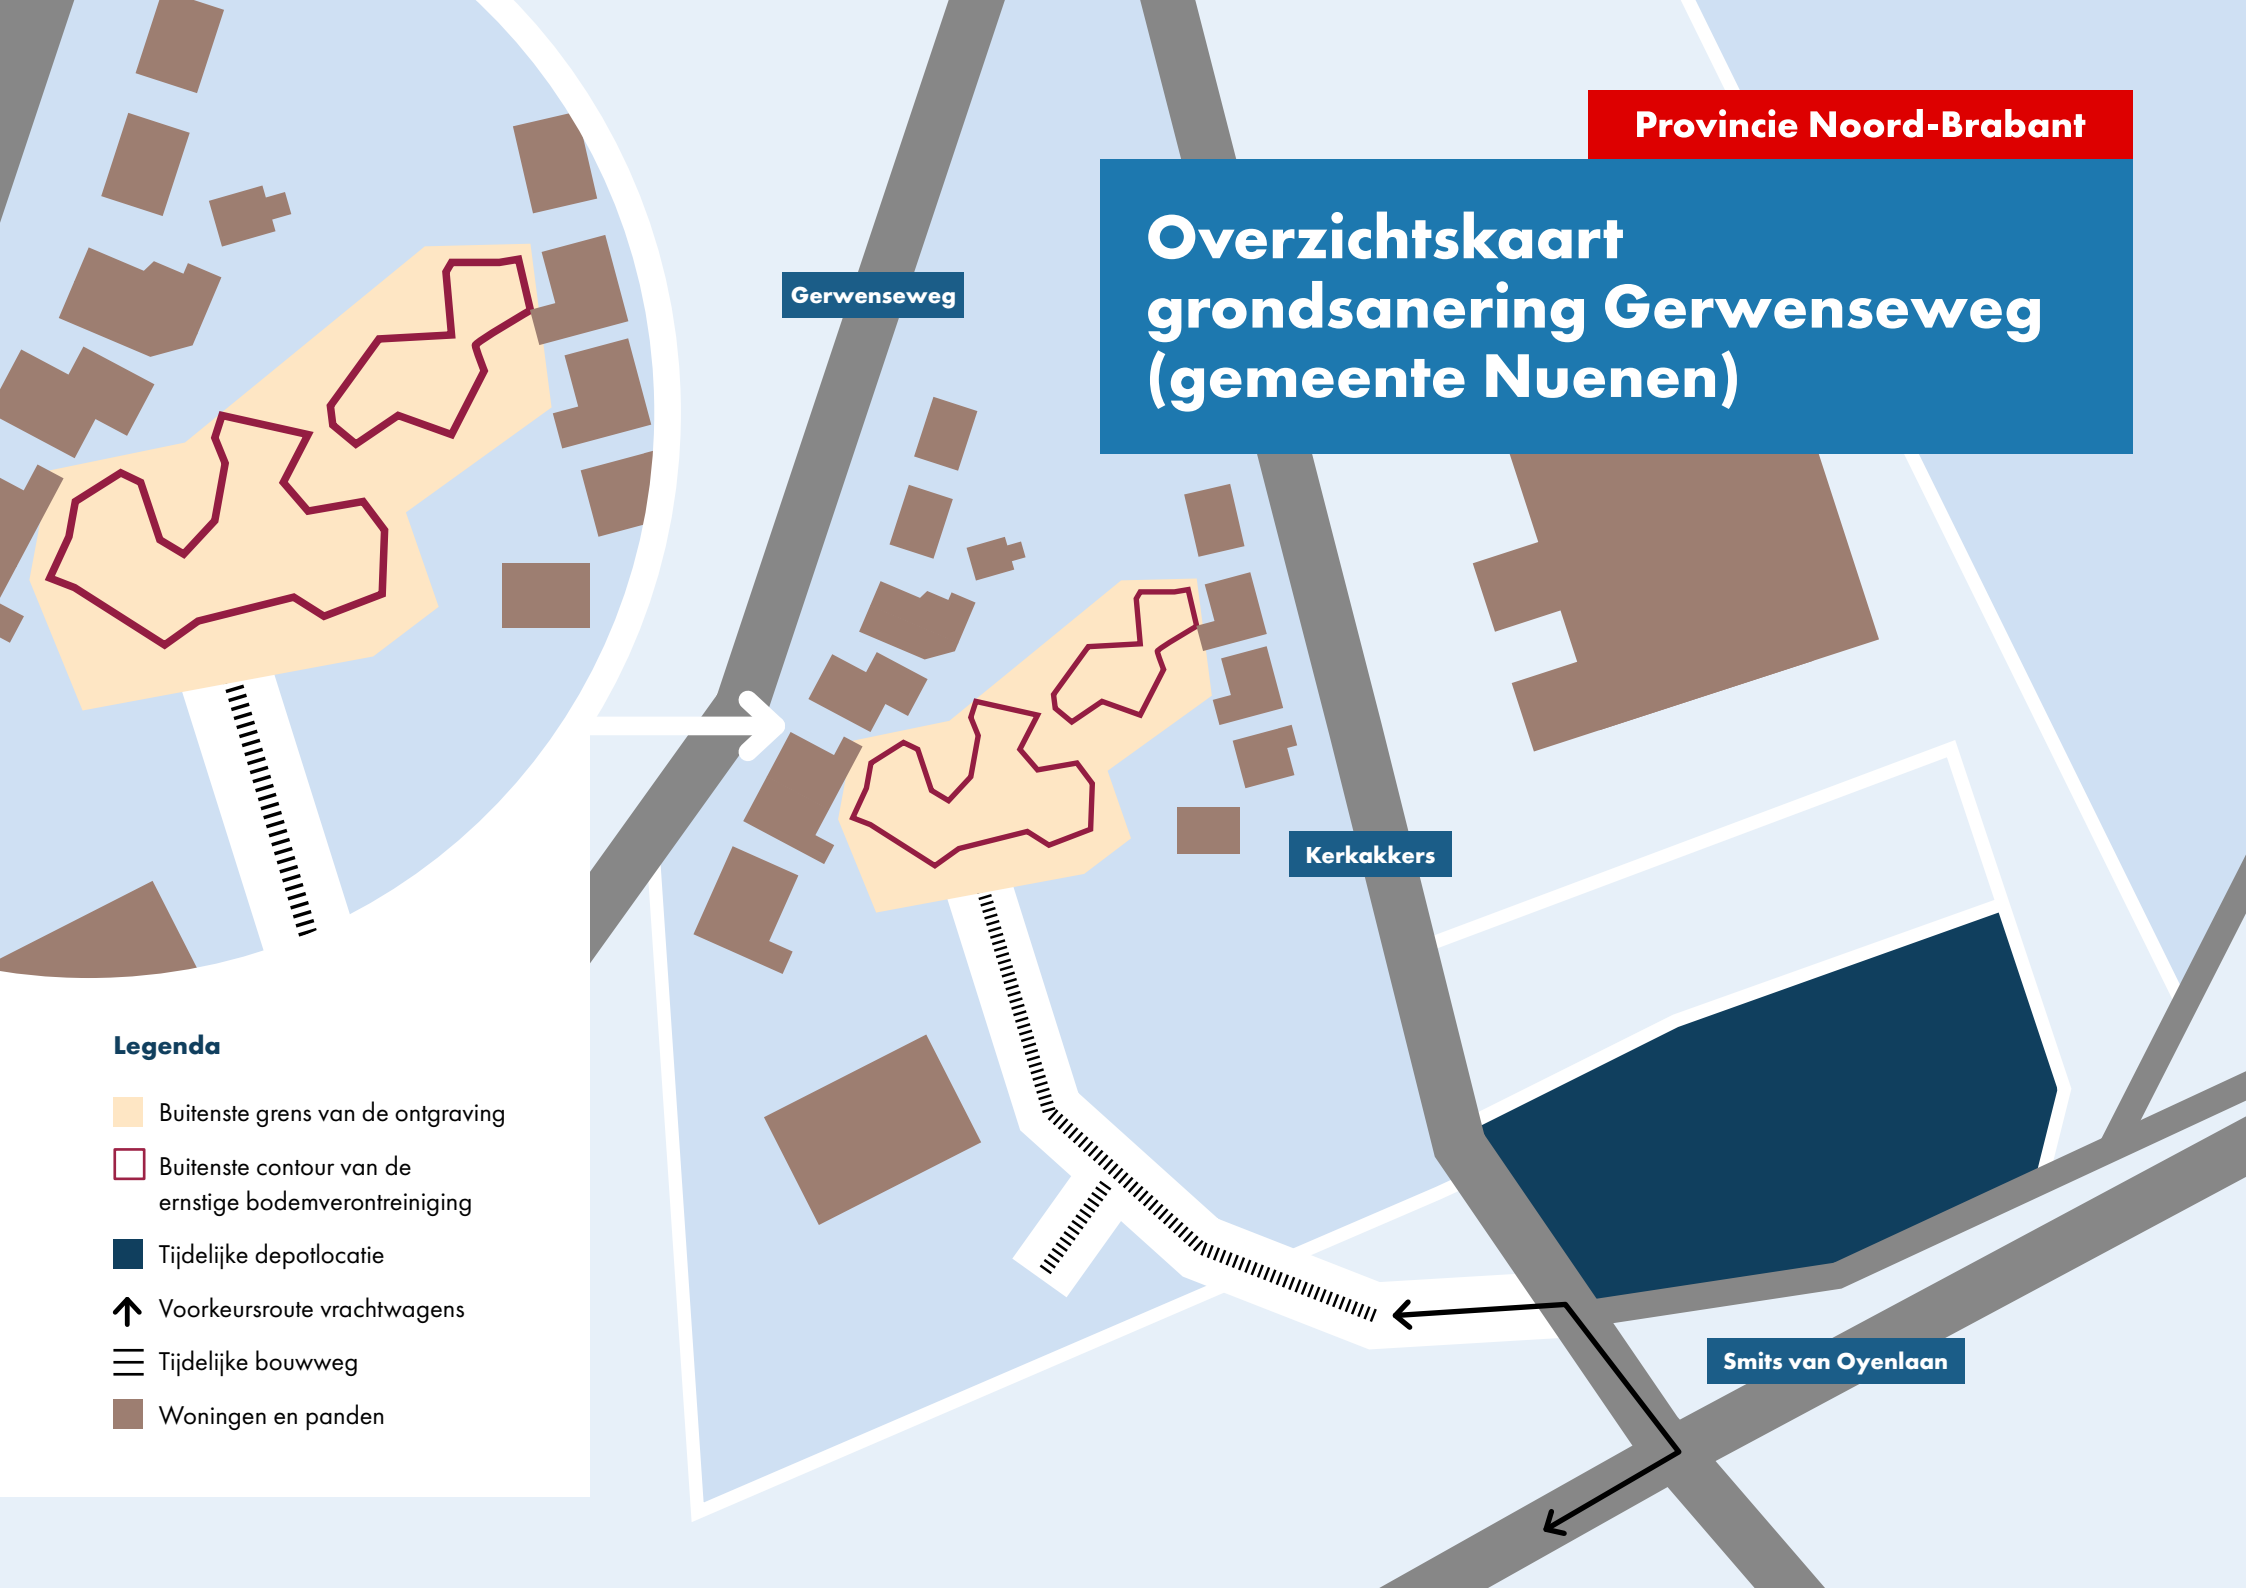 Provincie Noord-Brabant
Overzichtskaart
grondsanering Gerwenseweg
(gemeente Nuenen)
Gerwenseweg
Kerkakkers
Smits van Oyenlaan
Legenda
Buitenste grens van de ontgraving
Buitenste contour van de
ernstige bodemverontreiniging
Tijdelijke depotlocatie
Voorkeursroute vrachtwagens
Tijdelijke bouwweg
Woningen en panden